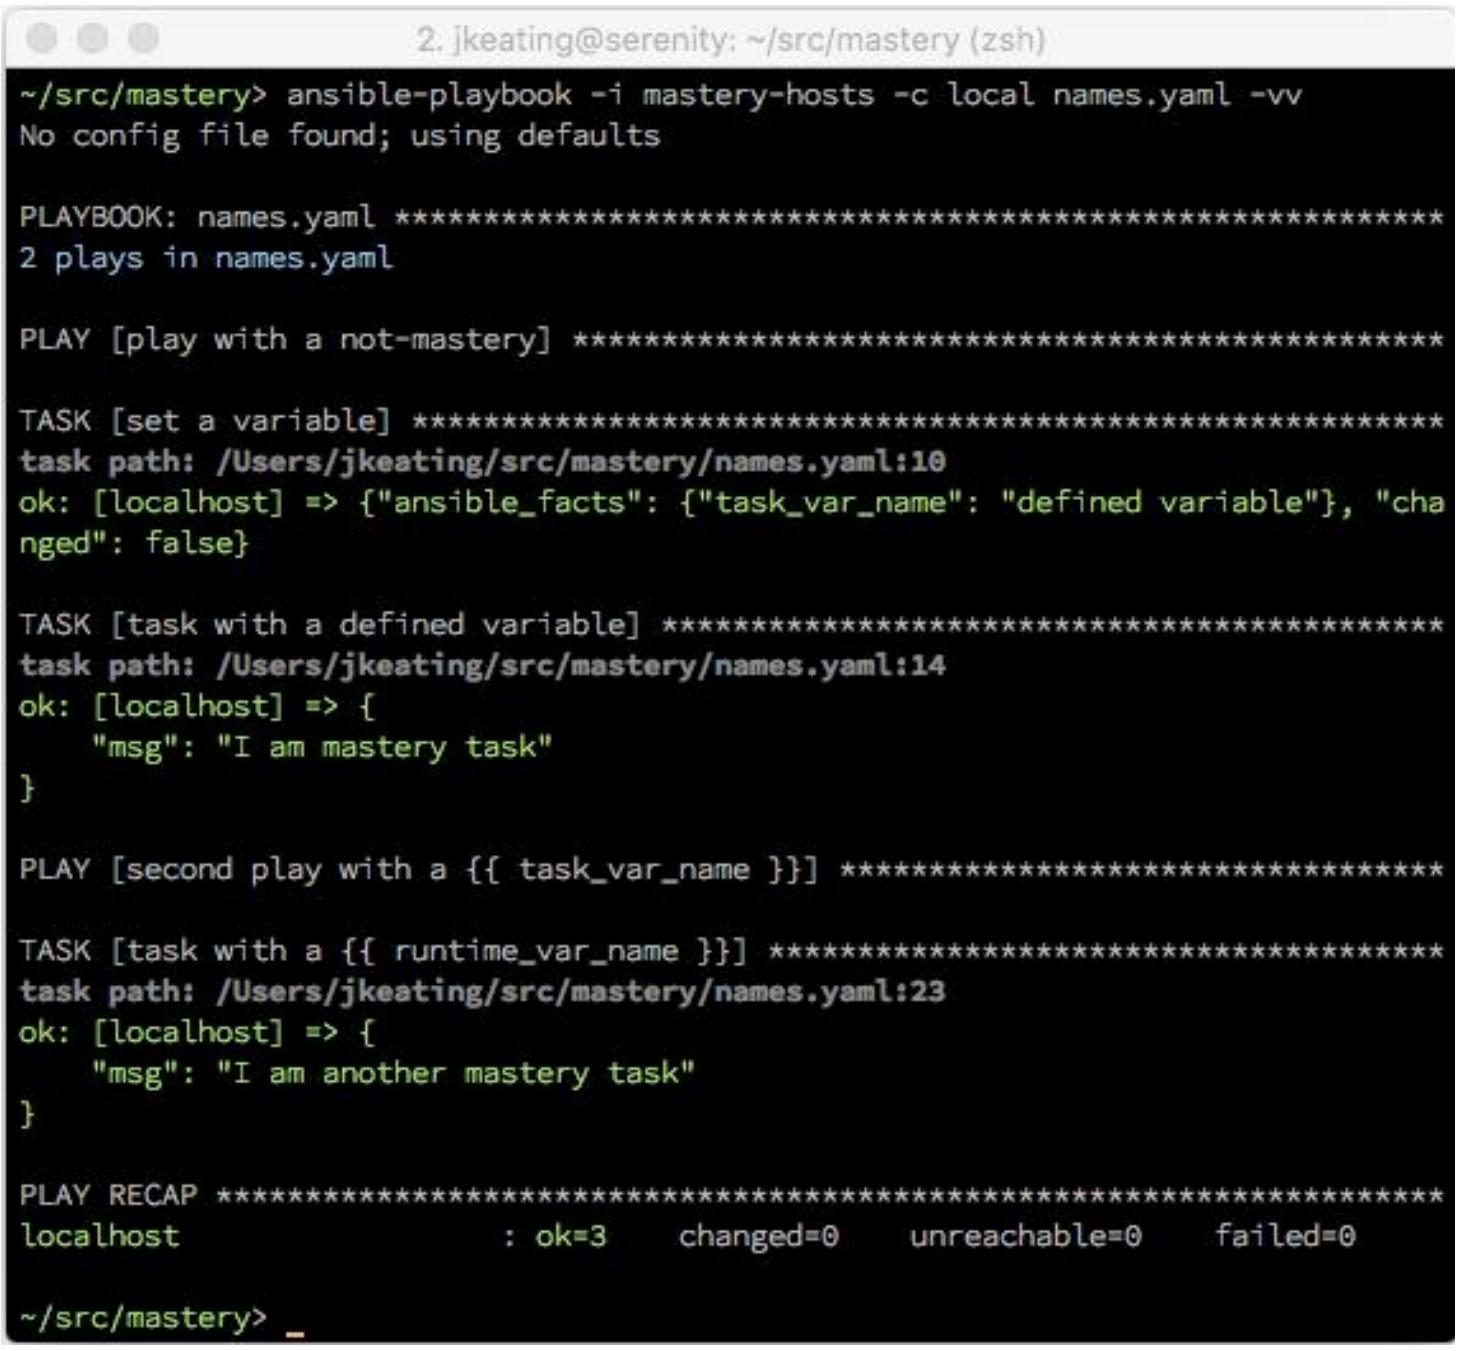 2. jkeating@serenity: ~/src/mastery (zsh)
~/src/mastery> ansible-playbook -i mastery-hosts -c local names.yaml -vv
No config file found; using defaults
PLAYBOOK: names.yaml ***********************************************************
2 plays in names.yaml
PLAY [play with a not-mastery] *************************************************
TASK [set a variable] **********************************************************
task path: /Users/jkeating/src/mastery/names.yaml:10
ok: [localhost] => {"ansible_facts": {"task_var_name": "defined variable"}, "cha
nged": false}
TASK [task with a defined variable] ********************************************
task path: /Users/jkeating/src/mastery/names.yaml:14
ok: [localhost] => {
    "msg": "I am mastery task"
}
PLAY [second play with a {{ task_var_name }}] **********************************
TASK [task with a {{ runtime_var_name }}] **************************************
task path: /Users/jkeating/src/mastery/names.yaml:23
ok: [localhost] => {
    "msg": "I am another mastery task"
}
PLAY RECAP *********************************************************************
localhost                  : ok=3    changed=0    unreachable=0    failed=0
~/src/mastery> _